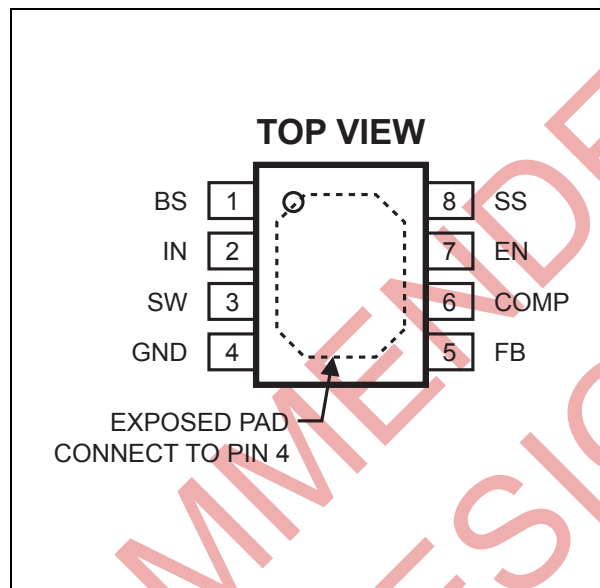 TOP VIEW
BS 1 8 SS
IN 2 7 EN
SW 3 6 COMP
GND 4 5 FB
EXPOSED PAD
CONNECT TO PIN 4